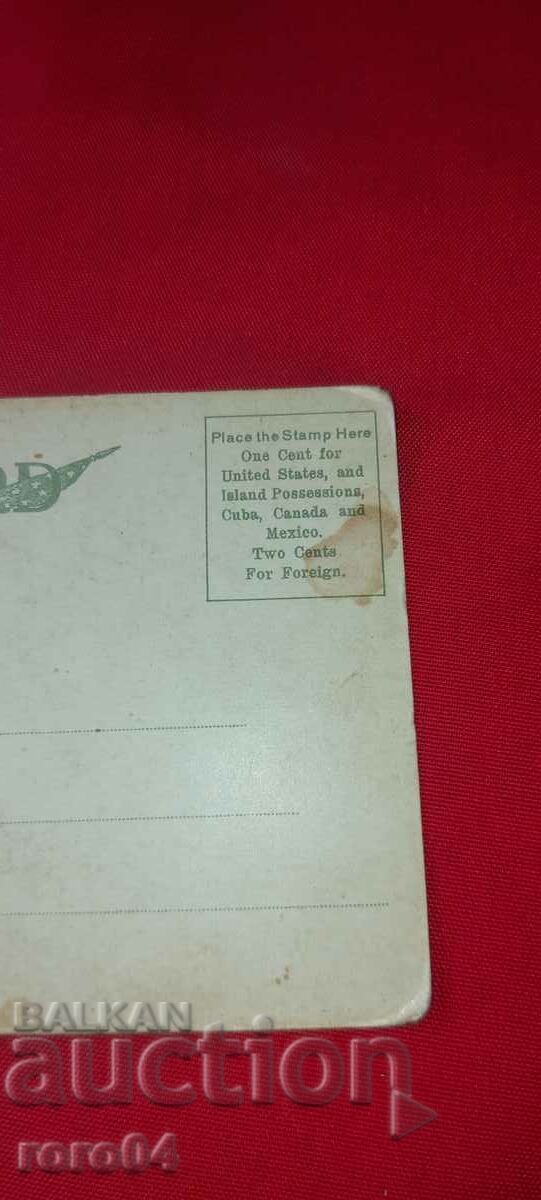 Place the Stamp Here
One Cent for
United States, and
Island Possessions,
Cuba, Canada and
Mexico.
Two Cents
For Foreign.
RD
BALKAN
auction
roro04